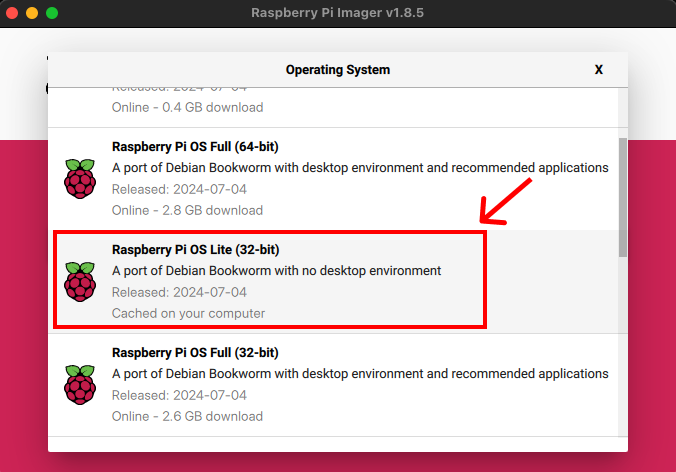 Raspberry Pi Imager v1.8.5
Operating System
X
Released: 2024-07-04
Online - 0.4 GB download
Raspberry Pi OS Full (64-bit)
A port of Debian Bookworm with desktop environment and recommended applications
Released: 2024-07-04
Online - 2.8 GB download
Raspberry Pi OS Lite (32-bit)
A port of Debian Bookworm with no desktop environment
Released: 2024-07-04
Cached on your computer
Raspberry Pi OS Full (32-bit)
A port of Debian Bookworm with desktop environment and recommended applications
Released: 2024-07-04
Online - 2.6 GB download